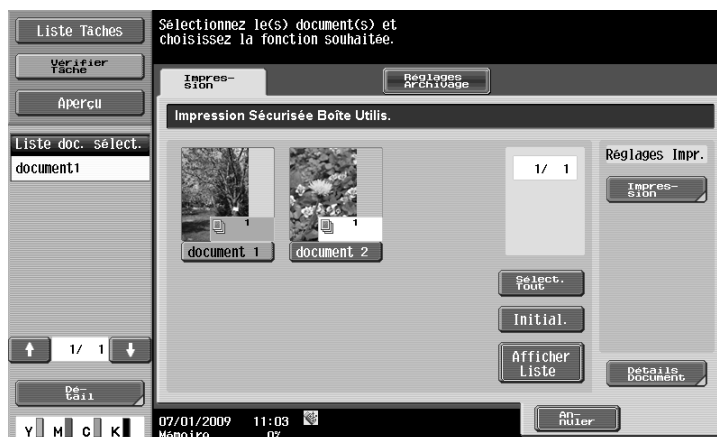 Liste Tâches
Vérifier
Tâche
Aperçu
Liste doc. sélect.
document1
1/ 1
Dé-
tail
Y M C K
Sélectionnez le(s) document(s) et
choisissez la fonction souhaitée.
Impres-
sion
Réglages
Archivage
Impression Sécurisée Boîte Utilis.
1
document 1
1
document 2
1/ 1
Sélect.
Tout
Initial.
Afficher
Liste
Réglages Impr.
Impres-
sion
Détails
Document
An-
nuler
07/01/2009 11:03
Mémoire 0%